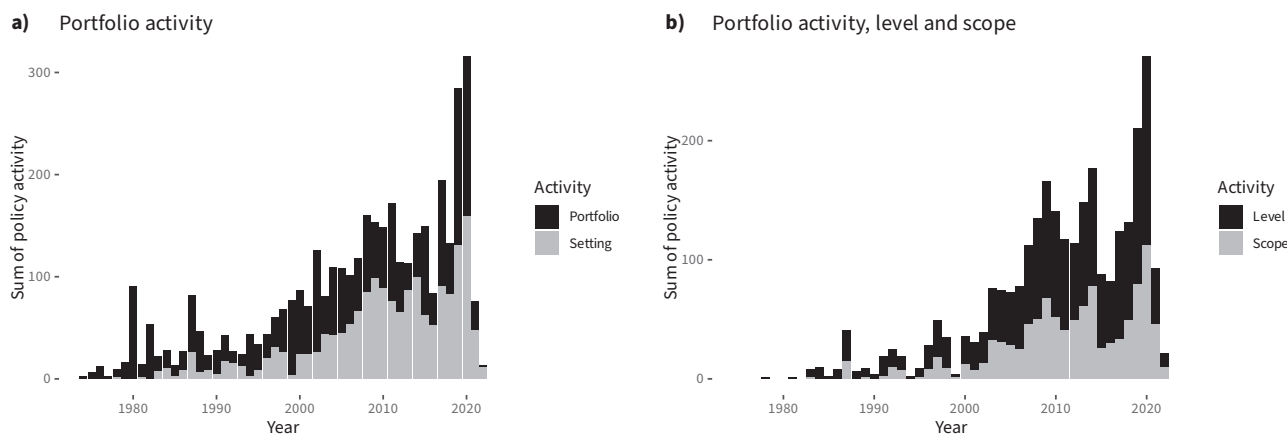 a) Portfolio activity
Sum of policy activity
300
200
100
0
1980 1990 2000 2010 2020
Year
Activity
Portfolio
Setting
b) Portfolio activity, level and scope
Sum of policy activity
200
100
0
1980 1990 2000 2010 2020
Year
Activity
Level
Scope